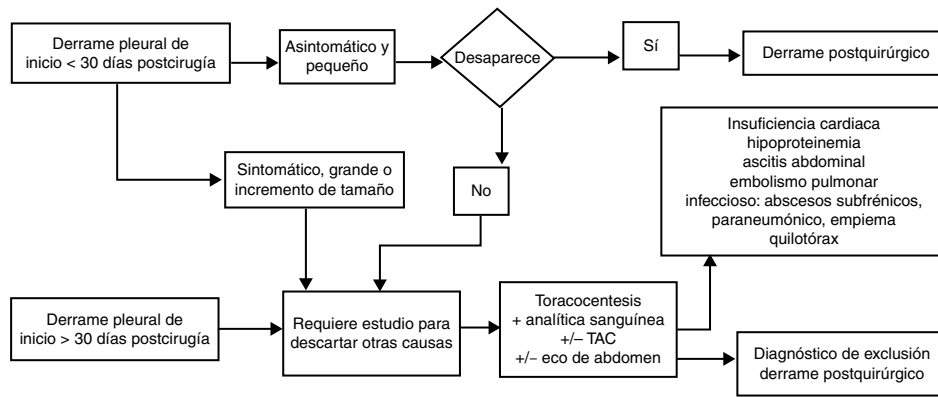 Derrame pleural de
inicio < 30 días postcirugía
Asintomático y
pequeño
Desaparece
Sí
Derrame postquirúrgico
Sintomático, grande o
incremento de tamaño
No
Insuficiencia cardiaca
hipoproteinemia
ascitis abdominal
embolismo pulmonar
infeccioso: abscesos subfrénicos,
paraneumónico, empiema
quilotórax
Derrame pleural de
inicio > 30 días postcirugía
Requiere estudio para
descartar otras causas
Toracocentesis
+ analítica sanguínea
+/– TAC
+/– eco de abdomen
Diagnóstico de exclusión
derrame postquirúrgico